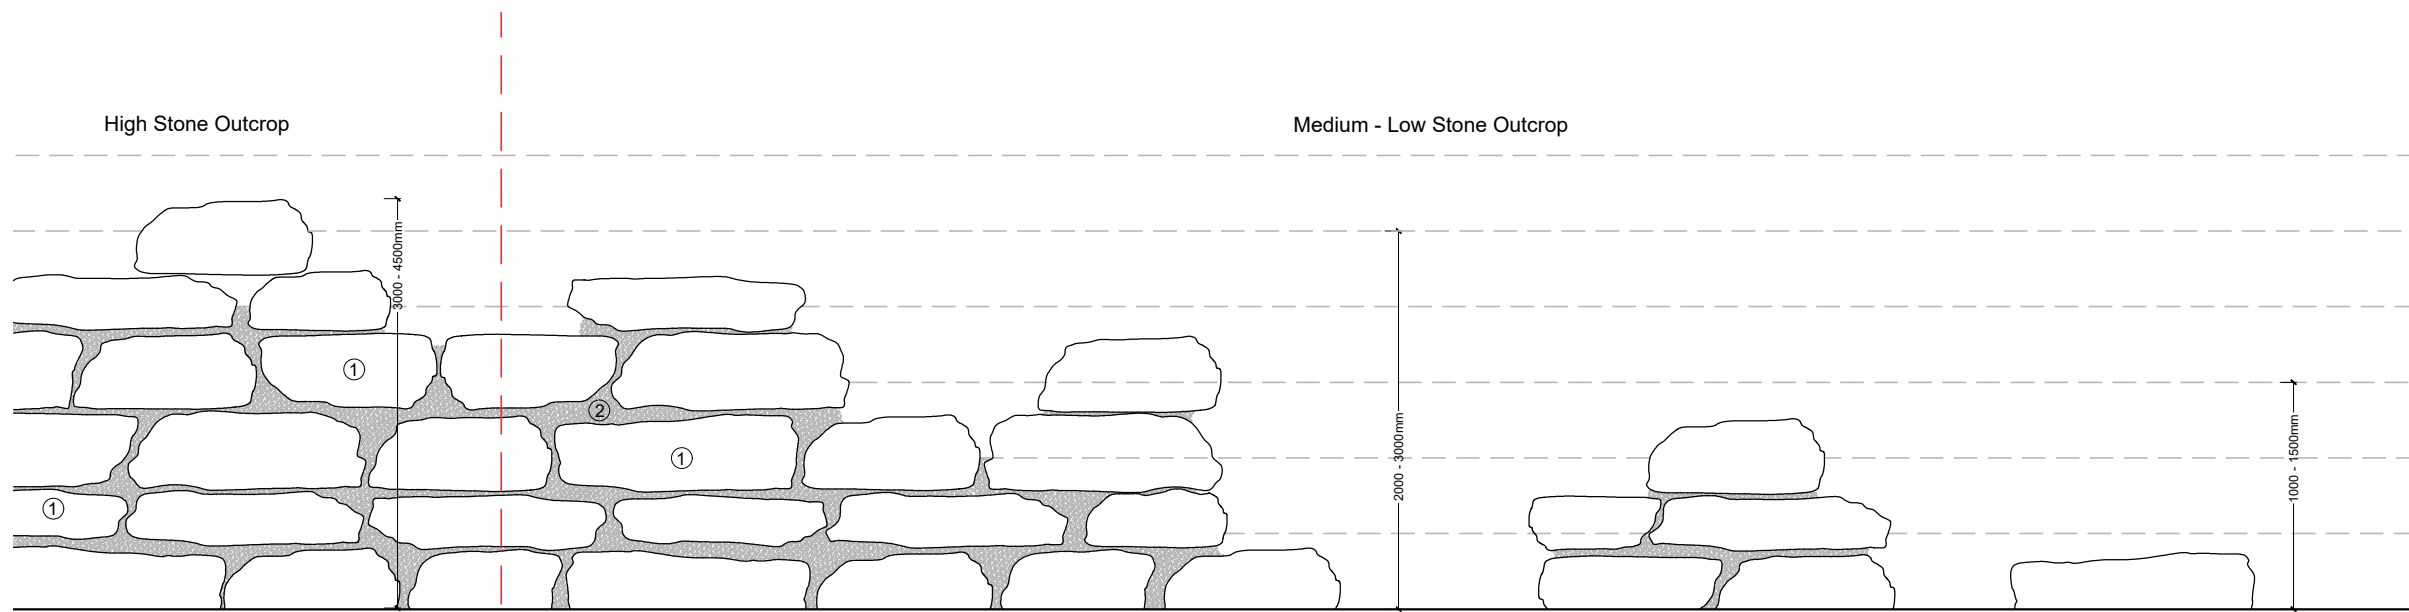 High Stone Outcrop
Medium - Low Stone Outcrop
3000 - 4500mm
2000 - 3000mm
1000 - 1500mm
1
2
1
1